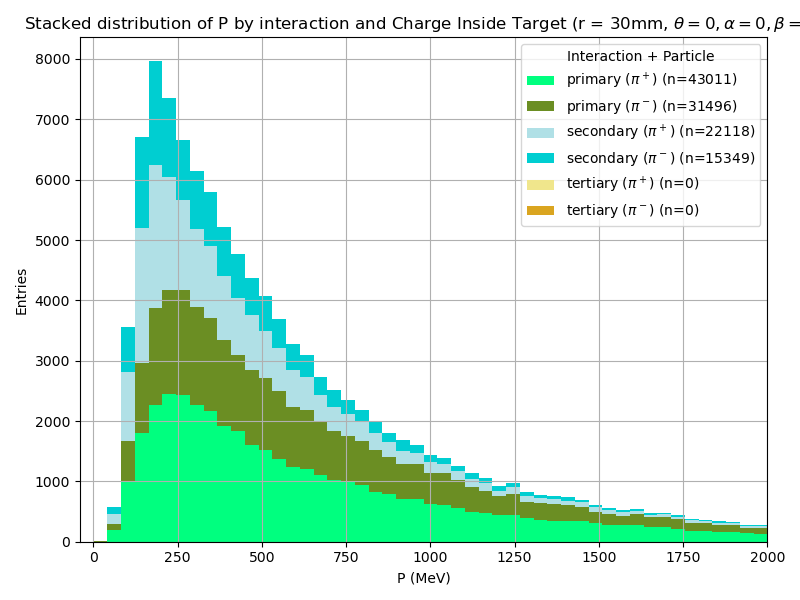 Stacked distribution of P by interaction and Charge Inside Target (r = 30mm, θ = 0, α = 0, β =
Interaction + Particle
primary (π⁺) (n=43011)
primary (π⁻) (n=31496)
secondary (π⁺) (n=22118)
secondary (π⁻) (n=15349)
tertiary (π⁺) (n=0)
tertiary (π⁻) (n=0)
8000
7000
6000
5000
4000
3000
2000
1000
0
Entries
0 250 500 750 1000 1250 1500 1750 2000
P (MeV)